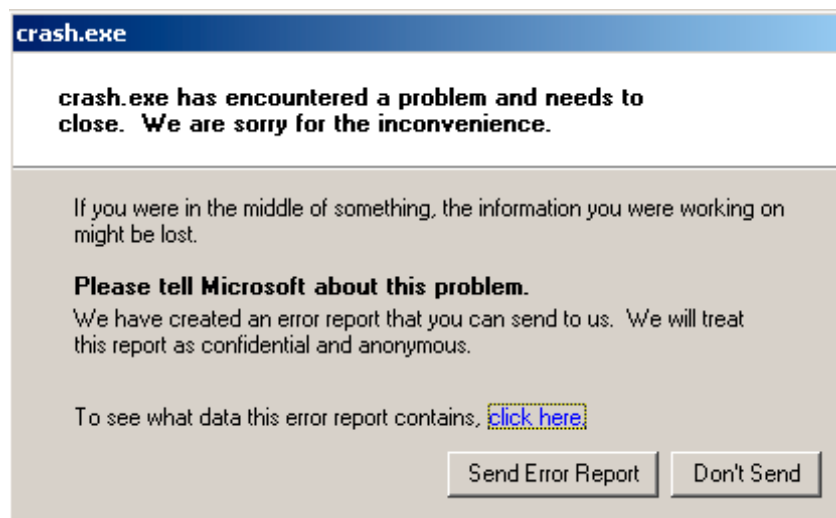 crash.exe
crash.exe has encountered a problem and needs to
close.  We are sorry for the inconvenience.
If you were in the middle of something, the information you were working on
might be lost.
Please tell Microsoft about this problem.
We have created an error report that you can send to us.  We will treat
this report as confidential and anonymous.
To see what data this error report contains, click here.
Send Error Report
Don't Send